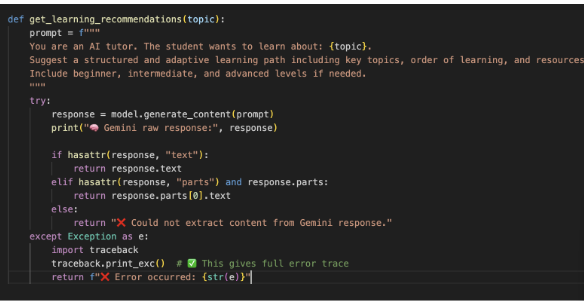 def get_learning_recommendations(topic):
    prompt = f"""
    You are an AI tutor. The student wants to learn about: {topic}.
    Suggest a structured and adaptive learning path including key topics, order of learning, and resources
    Include beginner, intermediate, and advanced levels if needed.
    """
    try:
        response = model.generate_content(prompt)
        print("🧠 Gemini raw response:", response)
        if hasattr(response, "text"):
            return response.text
        elif hasattr(response, "parts") and response.parts:
            return response.parts[0].text
        else:
            return "❌ Could not extract content from Gemini response."
    except Exception as e:
        import traceback
        traceback.print_exc()  # ✅ This gives full error trace
        return f"❌ Error occurred: {str(e)}"